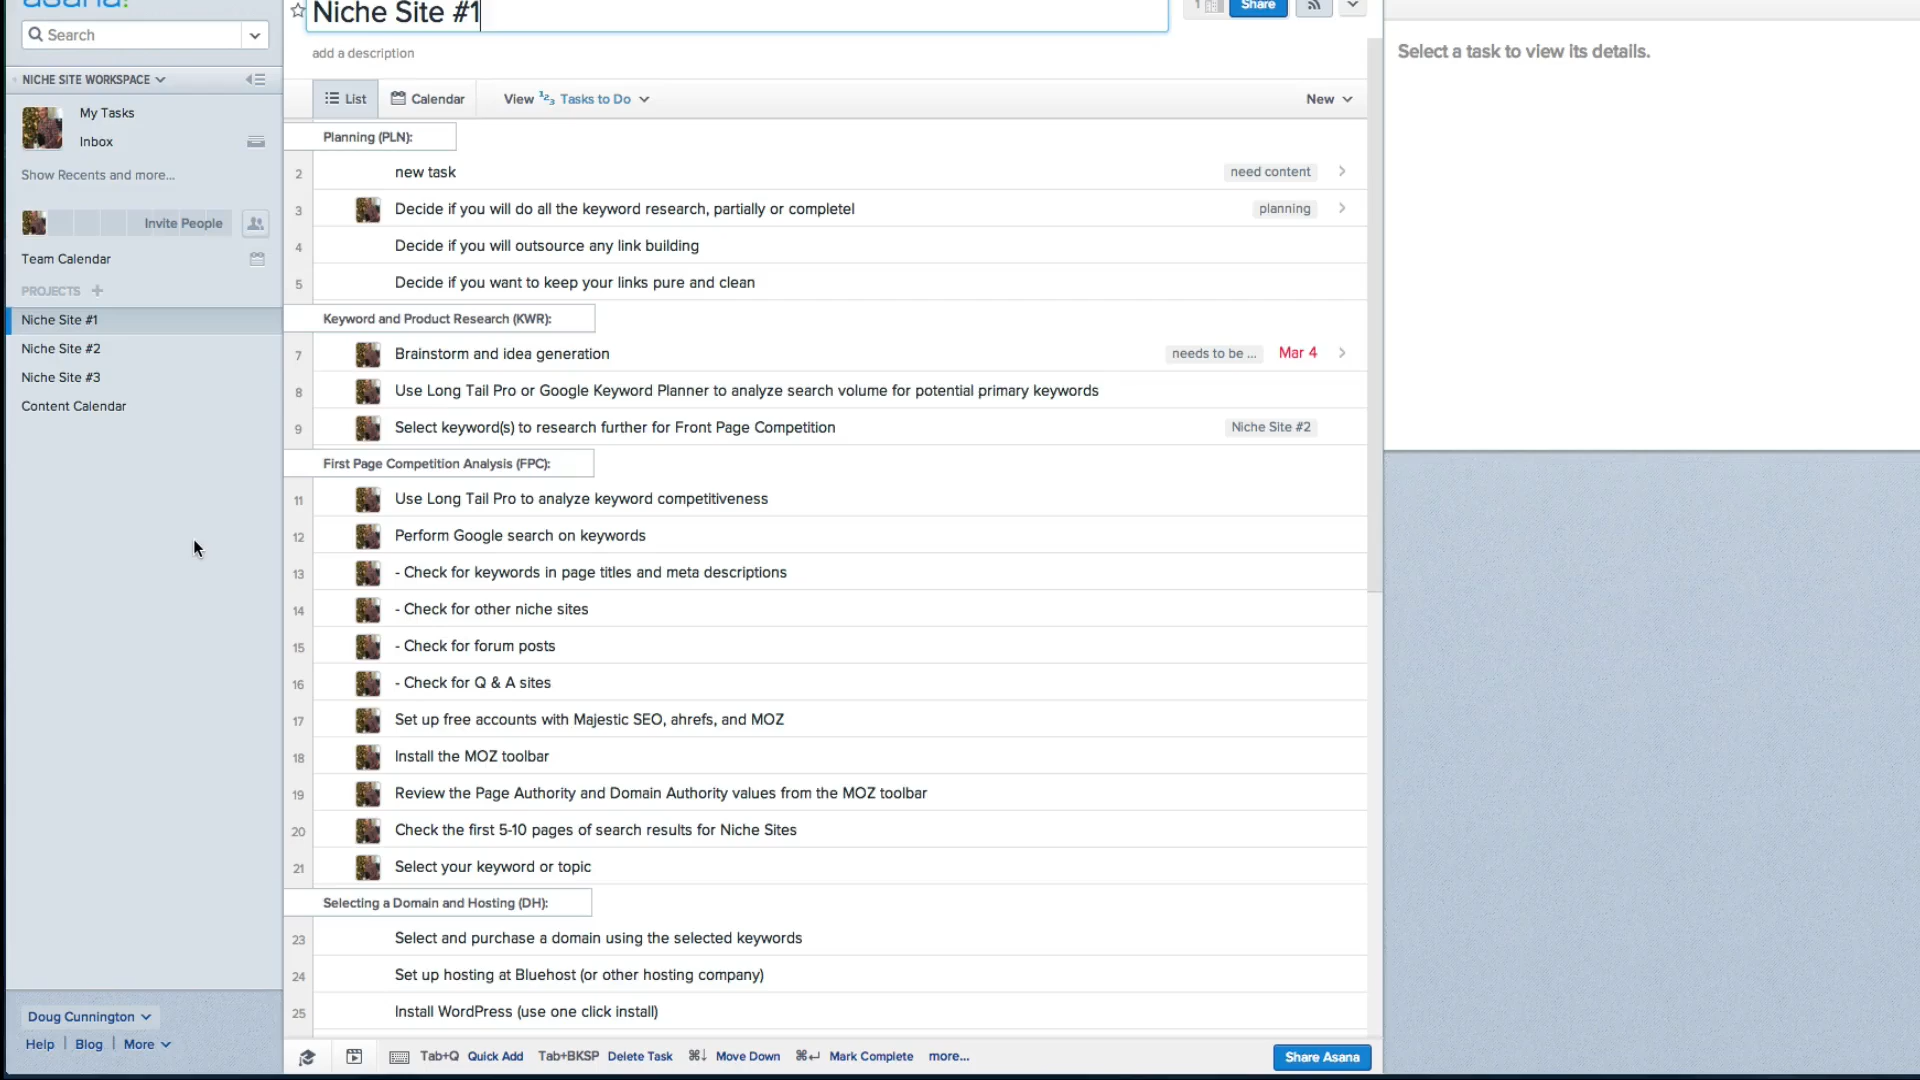 asana:
Search
NICHE SITE WORKSPACE
My Tasks
Inbox
Show Recents and more...
Invite People
Team Calendar
PROJECTS +
Niche Site #1
Niche Site #2
Niche Site #3
Content Calendar
Doug Cunnington
Help | Blog | More
Niche Site #1
1
Share
add a description
List
Calendar
View Tasks to Do
New
Planning (PLN):
2 new task need content
3 Decide if you will do all the keyword research, partially or completel planning
4 Decide if you will outsource any link building
5 Decide if you want to keep your links pure and clean
Keyword and Product Research (KWR):
7 Brainstorm and idea generation needs to be ... Mar 4
8 Use Long Tail Pro or Google Keyword Planner to analyze search volume for potential primary keywords
9 Select keyword(s) to research further for Front Page Competition Niche Site #2
First Page Competition Analysis (FPC):
11 Use Long Tail Pro to analyze keyword competitiveness
12 Perform Google search on keywords
13 - Check for keywords in page titles and meta descriptions
14 - Check for other niche sites
15 - Check for forum posts
16 - Check for Q & A sites
17 Set up free accounts with Majestic SEO, ahrefs, and MOZ
18 Install the MOZ toolbar
19 Review the Page Authority and Domain Authority values from the MOZ toolbar
20 Check the first 5-10 pages of search results for Niche Sites
21 Select your keyword or topic
Selecting a Domain and Hosting (DH):
23 Select and purchase a domain using the selected keywords
24 Set up hosting at Bluehost (or other hosting company)
25 Install WordPress (use one click install)
Tab+Q Quick Add Tab+BKSP Delete Task ⌘↓ Move Down ⌘↩ Mark Complete more...
Share Asana
Select a task to view its details.